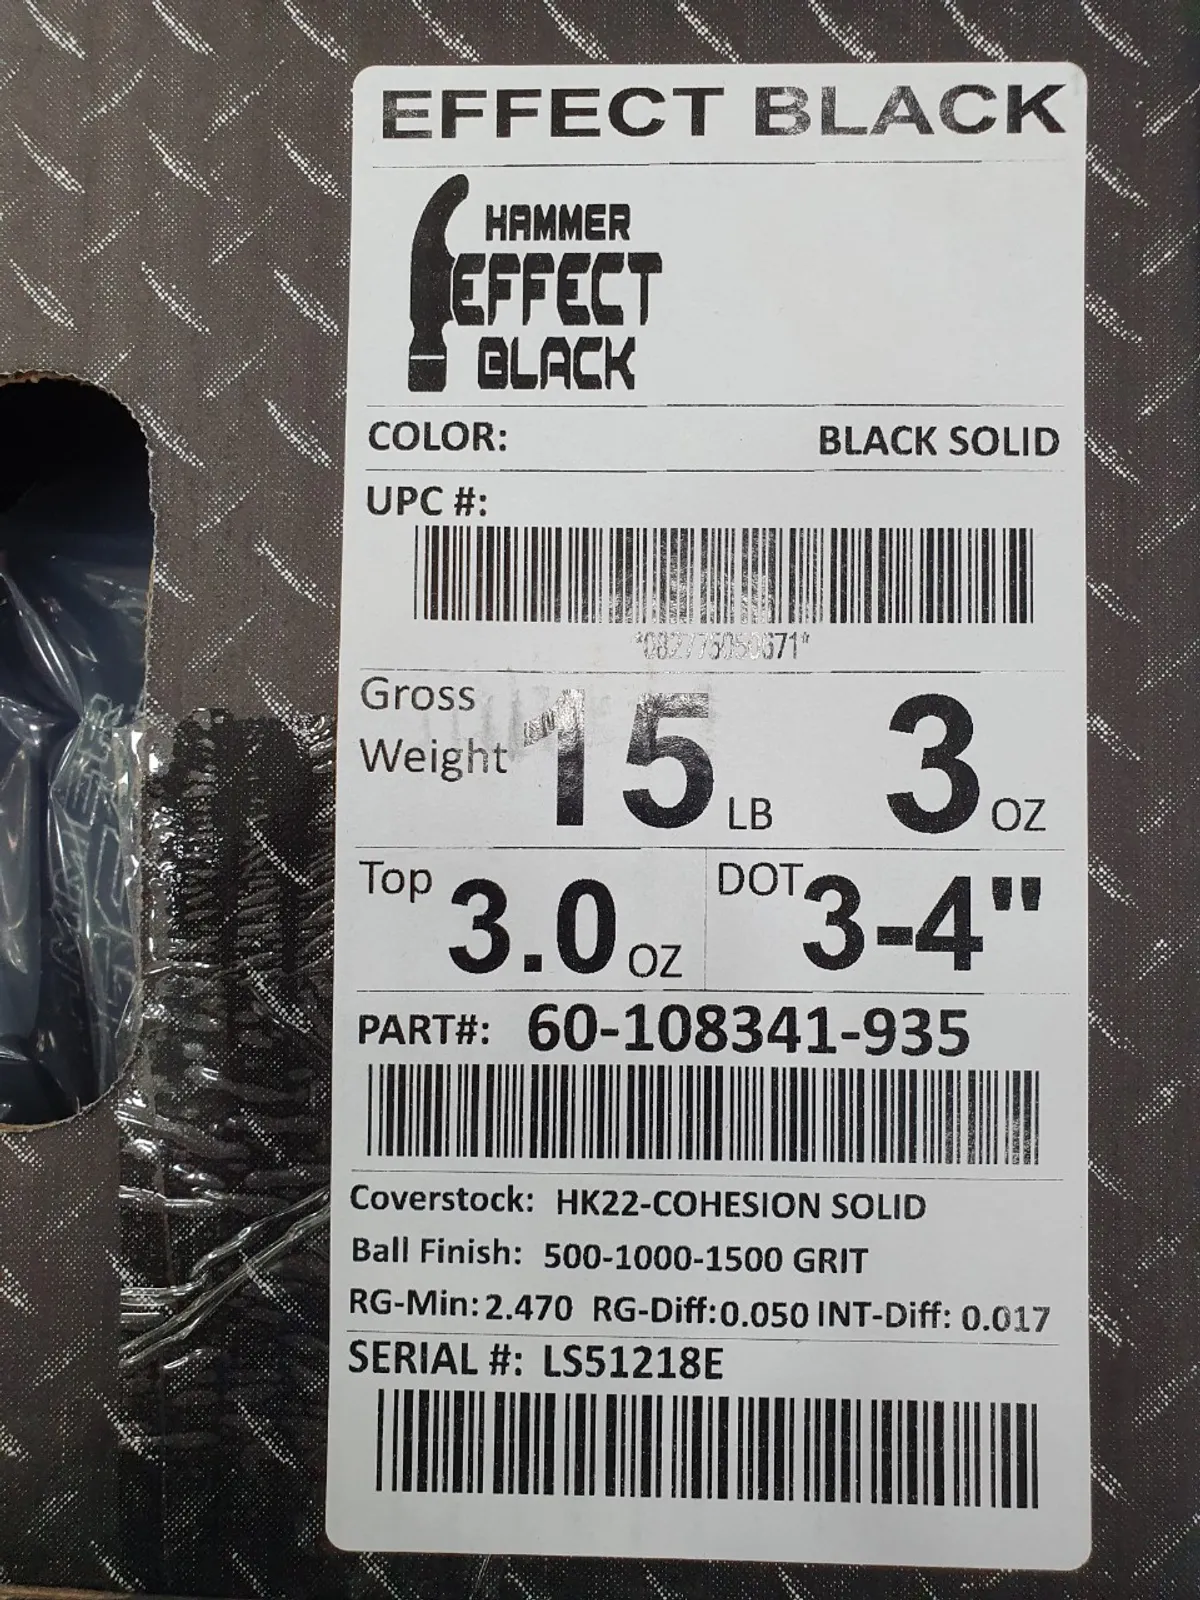 EFFECT BLACK
HAMMER
EFFECT
BLACK
COLOR: BLACK SOLID
UPC #:
Gross Weight 15 LB 3 OZ
Top 3.0 OZ DOT 3-4"
PART#: 60-108341-935
Coverstock: HK22-COHESION SOLID
Ball Finish: 500-1000-1500 GRIT
RG-Min: 2.470 RG-Diff: 0.050 INT-Diff: 0.017
SERIAL #: LS51218E